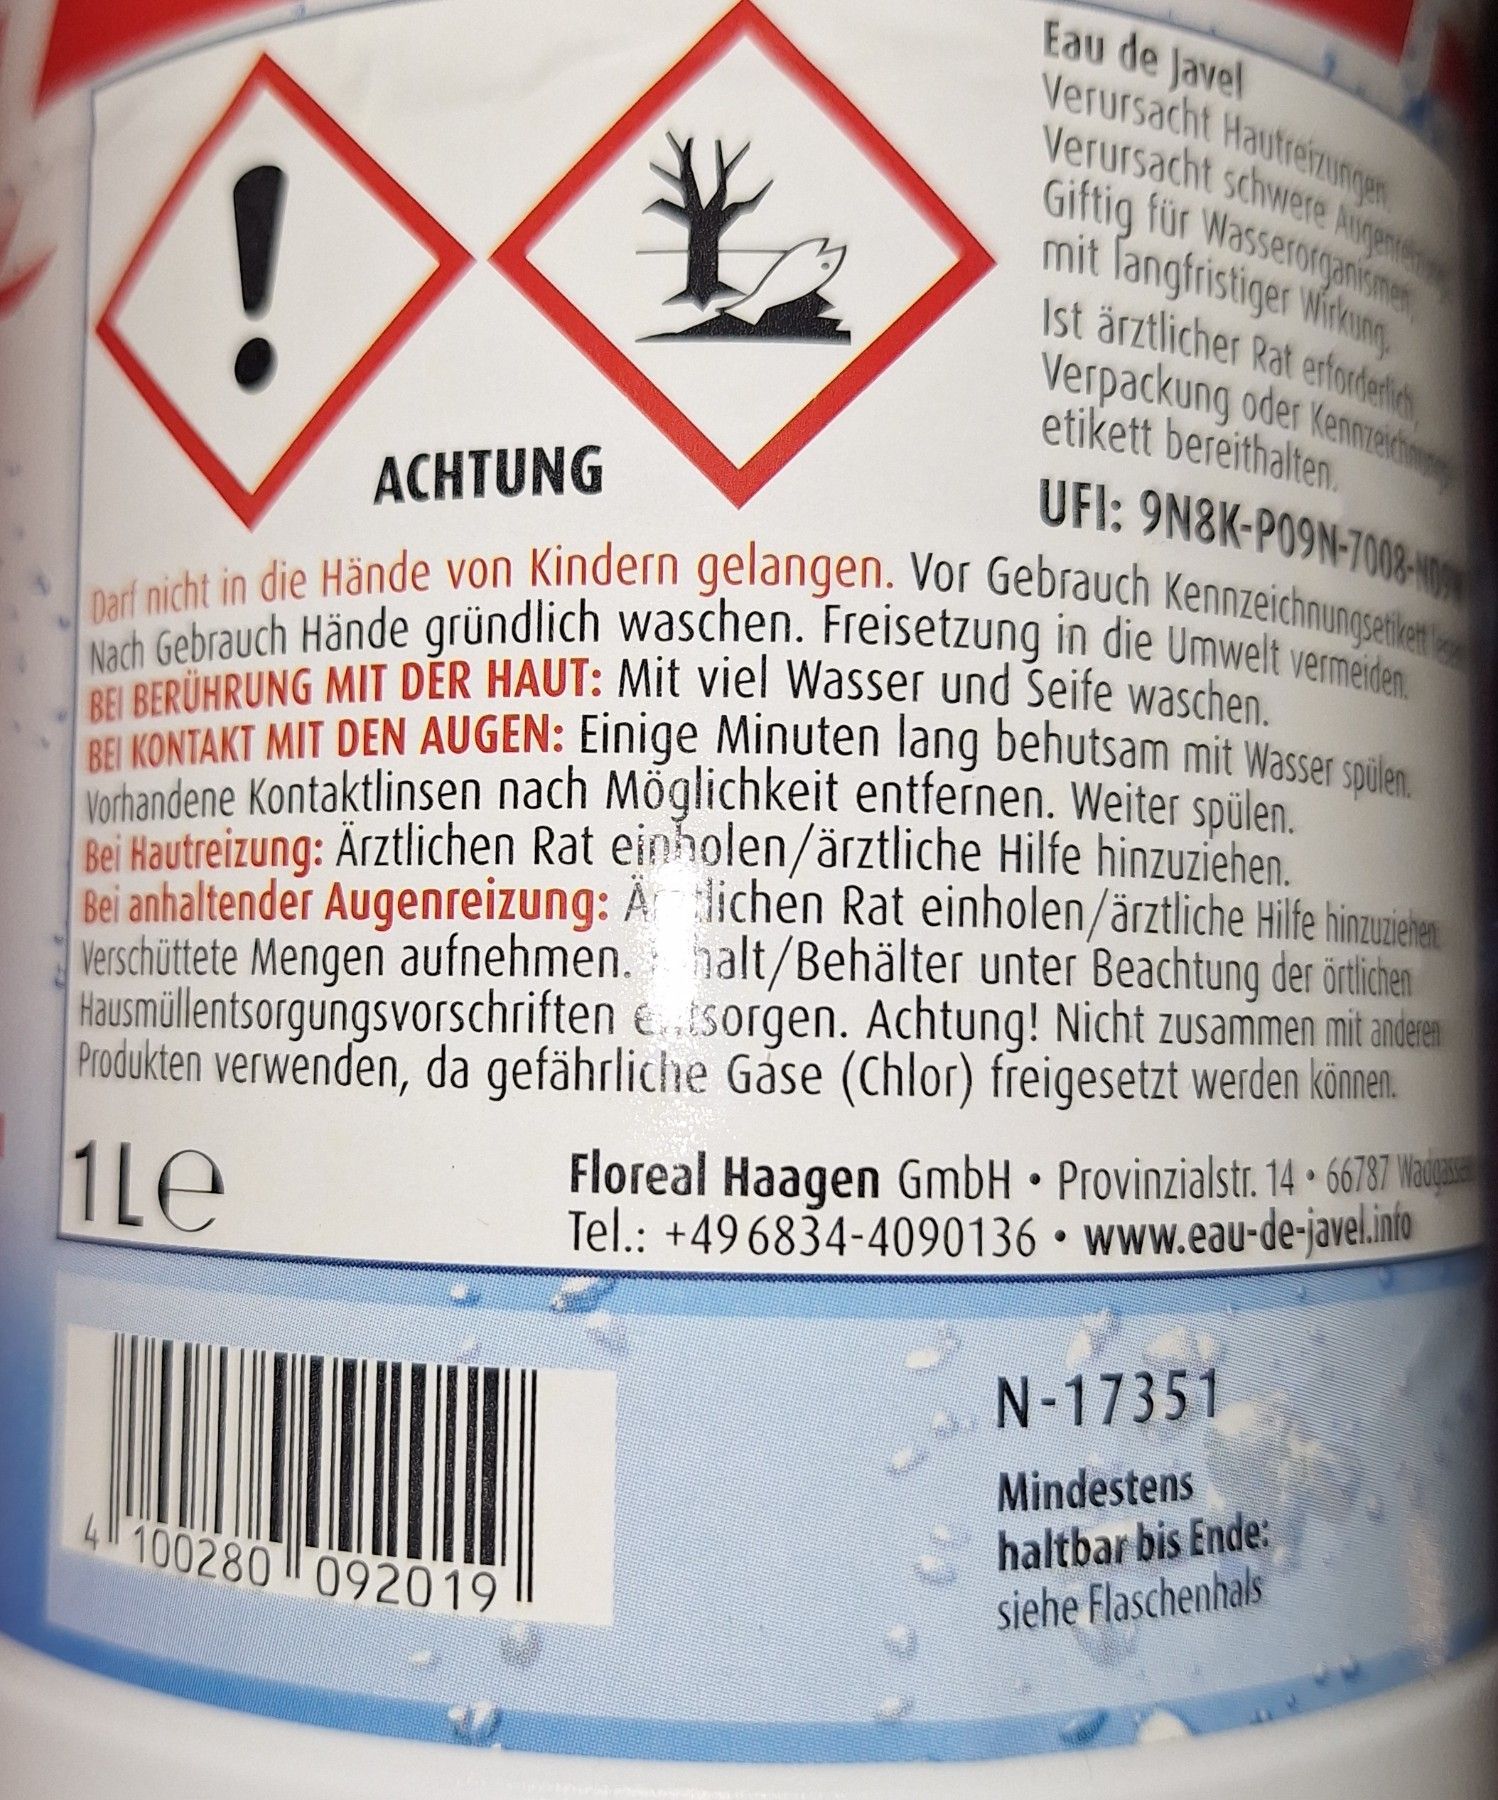 Eau de Javel
Verursacht Hautreizungen.
Verursacht schwere
Giftig für Wasserorganismen,
mit langfristiger Wirkung.
Ist ärztlicher Rat erforderlich,
Verpackung oder
etikett bereithalten.
UFI: 9N8K-P09N-7008-
ACHTUNG
Darf nicht in die Hände von Kindern gelangen. Vor Gebrauch Kennzeichnungsetikett lesen.
Nach Gebrauch Hände gründlich waschen. Freisetzung in die Umwelt vermeiden.
BEI BERÜHRUNG MIT DER HAUT: Mit viel Wasser und Seife waschen.
BEI KONTAKT MIT DEN AUGEN: Einige Minuten lang behutsam mit Wasser spülen.
Vorhandene Kontaktlinsen nach Möglichkeit entfernen. Weiter spülen.
Bei Hautreizung: Ärztlichen Rat einholen/ärztliche Hilfe hinzuziehen.
Bei anhaltender Augenreizung: Ärztlichen Rat einholen/ärztliche Hilfe hinzuziehen.
Verschüttete Mengen aufnehmen. Inhalt/Behälter unter Beachtung der örtlichen
Hausmüllentsorgungsvorschriften entsorgen. Achtung! Nicht zusammen mit anderen
Produkten verwenden, da gefährliche Gase (Chlor) freigesetzt werden können.
1L e
Floreal Haagen GmbH • Provinzialstr. 14 • 66787 Wadgassen
Tel.: +49 6834-4090136 • www.eau-de-javel.info
N-17351
Mindestens
haltbar bis Ende:
siehe Flaschenhals
4 100280 092019